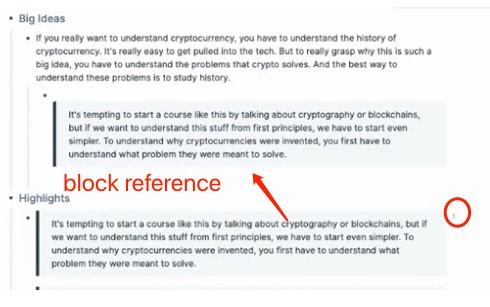 Big Ideas
If you really want to understand cryptocurrency, you have to understand the history of
cryptocurrency. It's really easy to get pulled into the tech. But to really grasp why this is such a
big idea, you have to understand the problems that crypto solves. And the best way to
understand these problems is to study history.
It's tempting to start a course like this by talking about cryptography or blockchains,
but if we want to understand this stuff from first principles, we have to start even
simpler. To understand why cryptocurrencies were invented, you first have to
understand what problem they were meant to solve.
block reference
Highlights
1
It's tempting to start a course like this by talking about cryptography or blockchains, but if
we want to understand this stuff from first principles, we have to start even simpler. To
understand why cryptocurrencies were invented, you first have to understand what
problem they were meant to solve.